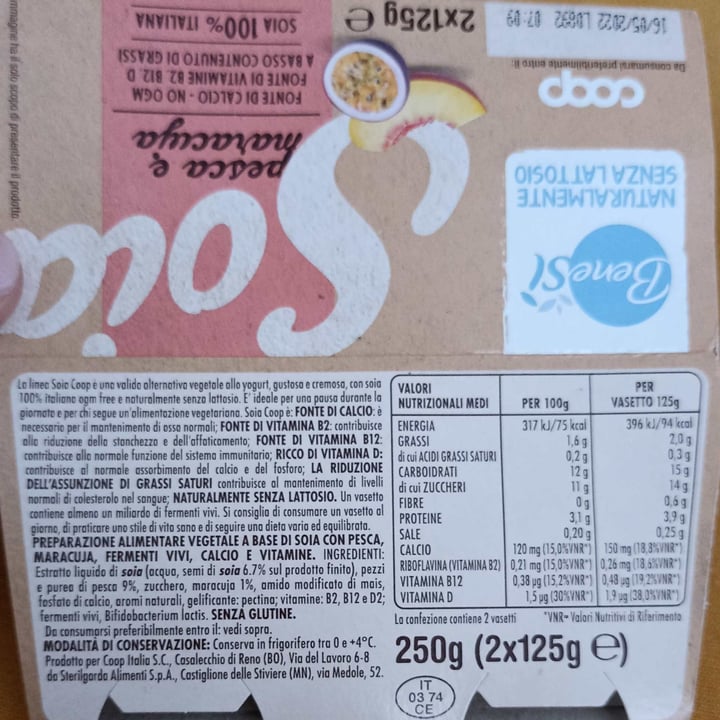 16/05/2022 L0692 07:09
Da consumarsi preferibilmente entro il:
coop
NATURALMENTE
SENZA LATTOSIO
BeneSì
2x125g e
SOIA 100% ITALIANA
A BASSO CONTENUTO DI GRASSI
FONTE DI VITAMINE B2 B12 D
FONTE DI CALCIO - NO OGM
pesca e
maracuya
Soia
immagine ha il solo scopo di presentare il prodotto.
La linea Soia Coop è una valida alternativa vegetale allo yogurt, gustosa e cremosa, con soia
100% italiana ogm free e naturalmente senza lattosio. E' ideale per una pausa durante la
giornata e per chi segue un'alimentazione vegetariana. Soia Coop è: FONTE DI CALCIO: è
necessario per il mantenimento di ossa normali; FONTE DI VITAMINA B2: contribuisce
alla riduzione della stanchezza e dell'affaticamento; FONTE DI VITAMINA B12:
contribuisce alla normale funzione del sistema immunitario; RICCO DI VITAMINA D:
contribuisce al normale assorbimento del calcio e del fosforo; LA RIDUZIONE
DELL'ASSUNZIONE DI GRASSI SATURI contribuisce al mantenimento di livelli
normali di colesterolo nel sangue; NATURALMENTE SENZA LATTOSIO. Un vasetto
contiene almeno un miliardo di fermenti vivi. Si consiglia di consumare un vasetto al
giorno, di praticare uno stile di vita sano e di seguire una dieta varia ed equilibrata.
PREPARAZIONE ALIMENTARE VEGETALE A BASE DI SOIA CON PESCA,
MARACUJA, FERMENTI VIVI, CALCIO E VITAMINE. INGREDIENTI:
Estratto liquido di soia (acqua, semi di soia 6.7% sul prodotto finito), pezzi
e purea di pesca 9%, zucchero, maracuja 1%, amido modificato di mais,
fosfato di calcio, aromi naturali, gelificante: pectina; vitamine: B2, B12 e D2;
fermenti vivi, Bifidobacterium lactis. SENZA GLUTINE.
Da consumarsi preferibilmente entro il: vedi sopra.
MODALITÀ DI CONSERVAZIONE: Conserva in frigorifero tra 0 e +4°C.
Prodotto per Coop Italia S.C., Casalecchio di Reno (BO), Via del Lavoro 6-8
da Sterilgarda Alimenti S.p.A., Castiglione delle Stiviere (MN), via Medole, 52.
VALORI NUTRIZIONALI MEDI PER 100g PER VASETTO 125g
ENERGIA 317 kJ/75 kcal 396 kJ/94 kcal
GRASSI 1,6 g 2,0 g
di cui ACIDI GRASSI SATURI 0,2 g 0,3 g
CARBOIDRATI 12 g 15 g
di cui ZUCCHERI 11 g 14 g
FIBRE 0 g 0,6 g
PROTEINE 3,1 g 3,9 g
SALE 0,20 g 0,25 g
CALCIO 120 mg (15,0%VNR*) 150 mg (18,8%VNR*)
RIBOFLAVINA (VITAMINA B2) 0,21 mg (15,0%VNR*) 0,26 mg (18,6%VNR*)
VITAMINA B12 0,38 µg (15,2%VNR*) 0,48 µg (19,2%VNR*)
VITAMINA D 1,5 µg (30%VNR*) 1,9 µg (38,0%VNR*)
La confezione contiene 2 vasetti *VNR= Valori Nutritivi di Riferimento
250g (2x125g e)
IT
03 74
CE